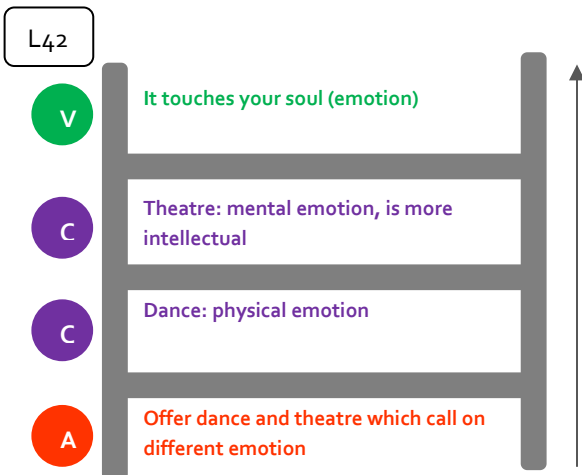 L42
V
It touches your soul (emotion)
C
Theatre: mental emotion, is more
intellectual
C
Dance: physical emotion
A
Offer dance and theatre which call on
different emotion